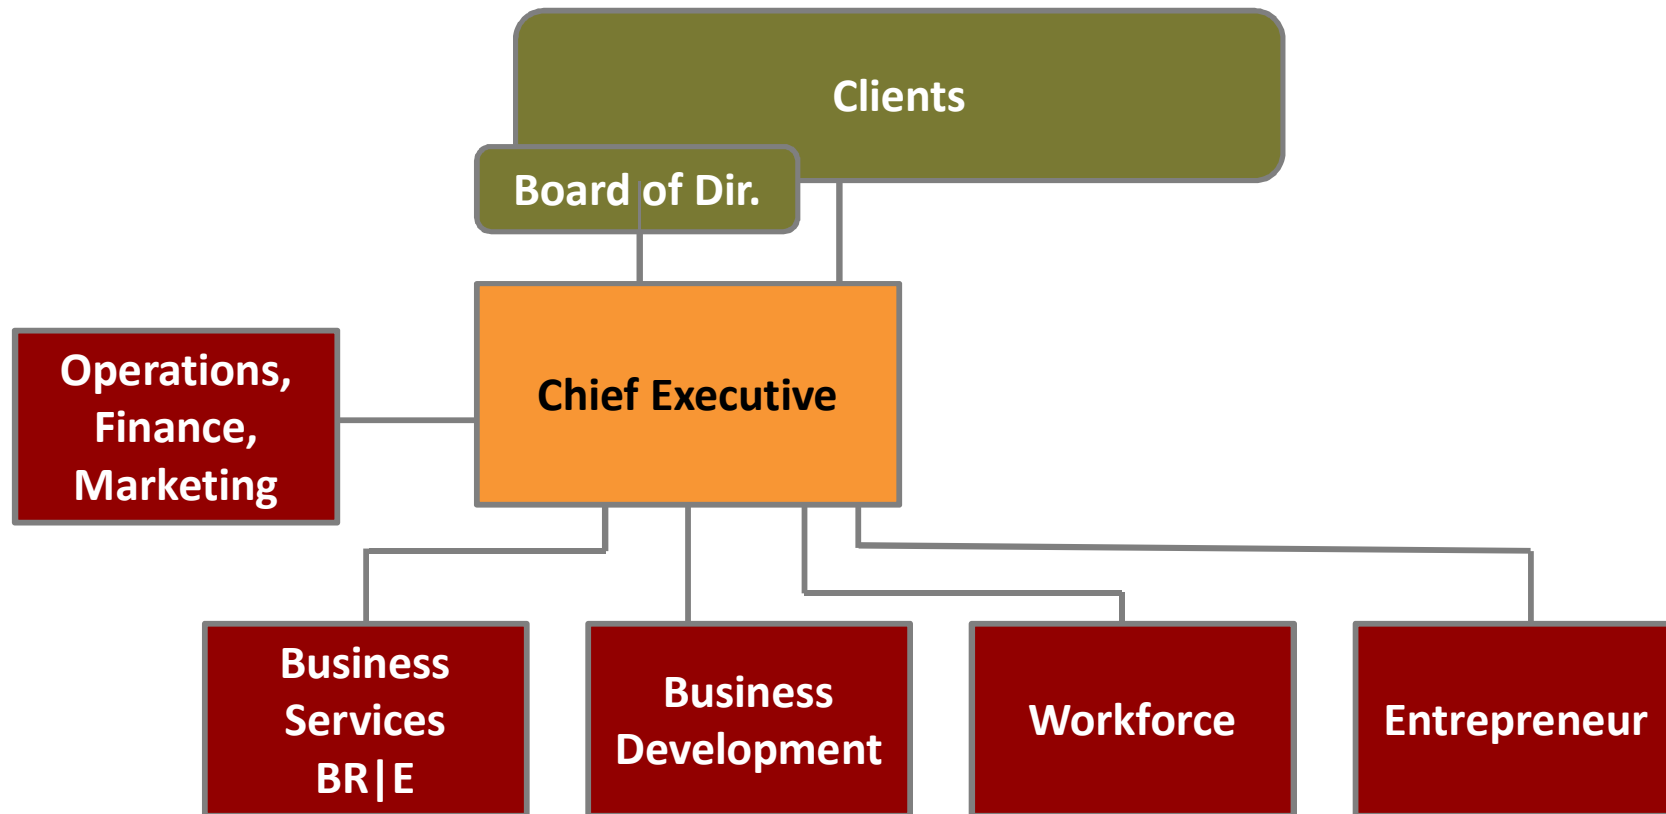 Clients
Board of Dir.
Chief Executive
Operations,
Finance,
Marketing
Business
Services
BR|E
Business
Development
Workforce
Entrepreneur